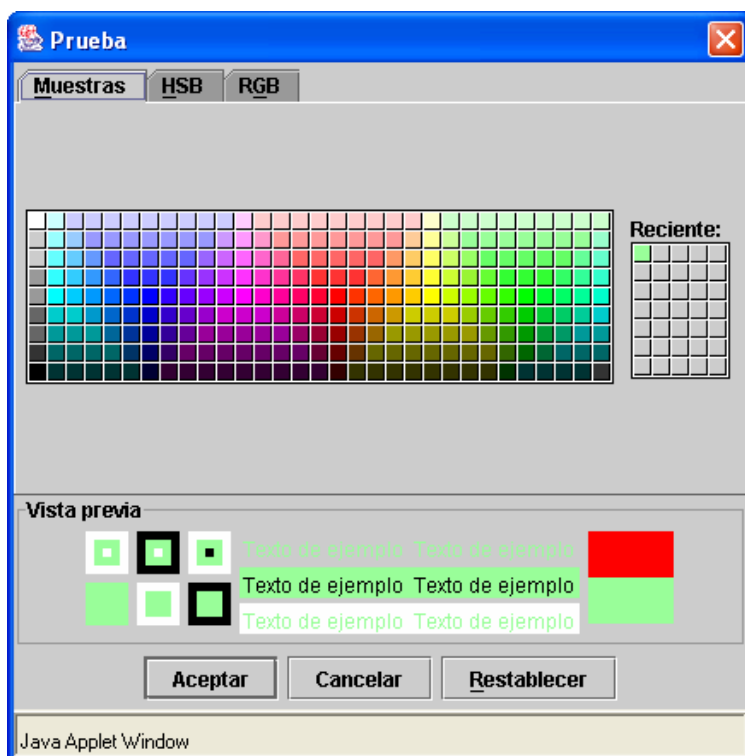 Prueba
Muestras HSB RGB
Reciente:
Vista previa
Texto de ejemplo Texto de ejemplo
Texto de ejemplo Texto de ejemplo
Texto de ejemplo Texto de ejemplo
Aceptar Cancelar Restablecer
Java Applet Window